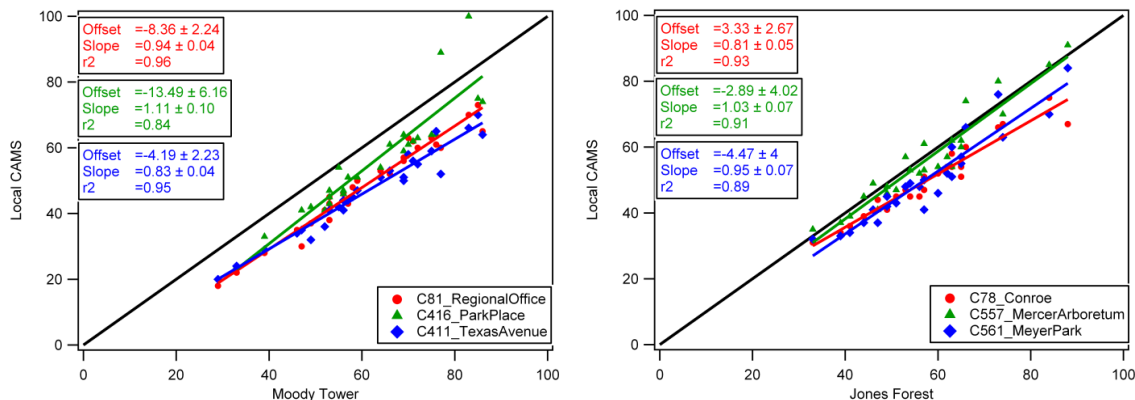 100
80
60
40
20
0
Local CAMS
Offset =-8.36 ± 2.24
Slope =0.94 ± 0.04
r2 =0.96
Offset =-13.49 ± 6.16
Slope =1.11 ± 0.10
r2 =0.84
Offset =-4.19 ± 2.23
Slope =0.83 ± 0.04
r2 =0.95
C81_RegionalOffice
C416_ParkPlace
C411_TexasAvenue
0 20 40 60 80 100
Moody Tower
100
80
60
40
20
0
Local CAMS
Offset =3.33 ± 2.67
Slope =0.81 ± 0.05
r2 =0.93
Offset =-2.89 ± 4.02
Slope =1.03 ± 0.07
r2 =0.91
Offset =-4.47 ± 4
Slope =0.95 ± 0.07
r2 =0.89
C78_Conroe
C557_MercerArboretum
C561_MeyerPark
0 20 40 60 80 100
Jones Forest